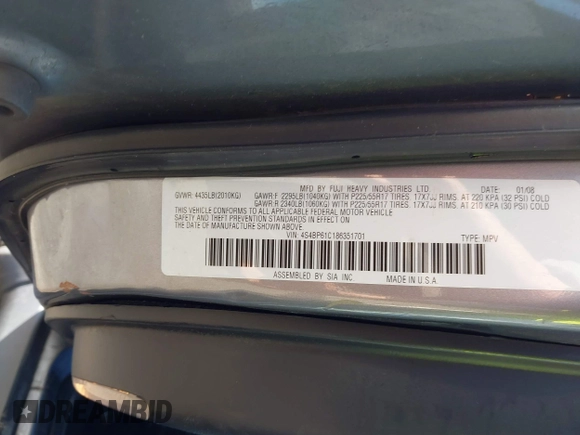 MFD BY FUJI HEAVY INDUSTRIES LTD DATE: 01/08
GVWR: 4435LB(2010KG) GAWR:F 2295LB(1040KG) WITH P225/55R17 TIRES, 17X7JJ RIMS, AT 220 KPA (32 PSI) COLD
GAWR:R 2340LB(1060KG) WITH P225/55R17 TIRES, 17X7JJ RIMS, AT 210 KPA (30 PSI) COLD
THIS VEHICLE CONFORMS TO ALL APPLICABLE FEDERAL MOTOR VEHICLE
SAFETY AND THEFT PREVENTION STANDARDS IN EFFECT ON
THE DATE OF MANUFACTURE SHOWN ABOVE.
VIN: 4S4BP61C186351701 TYPE: MPV
ASSEMBLED BY SIA INC. MADE IN U.S.A
DREAMBID